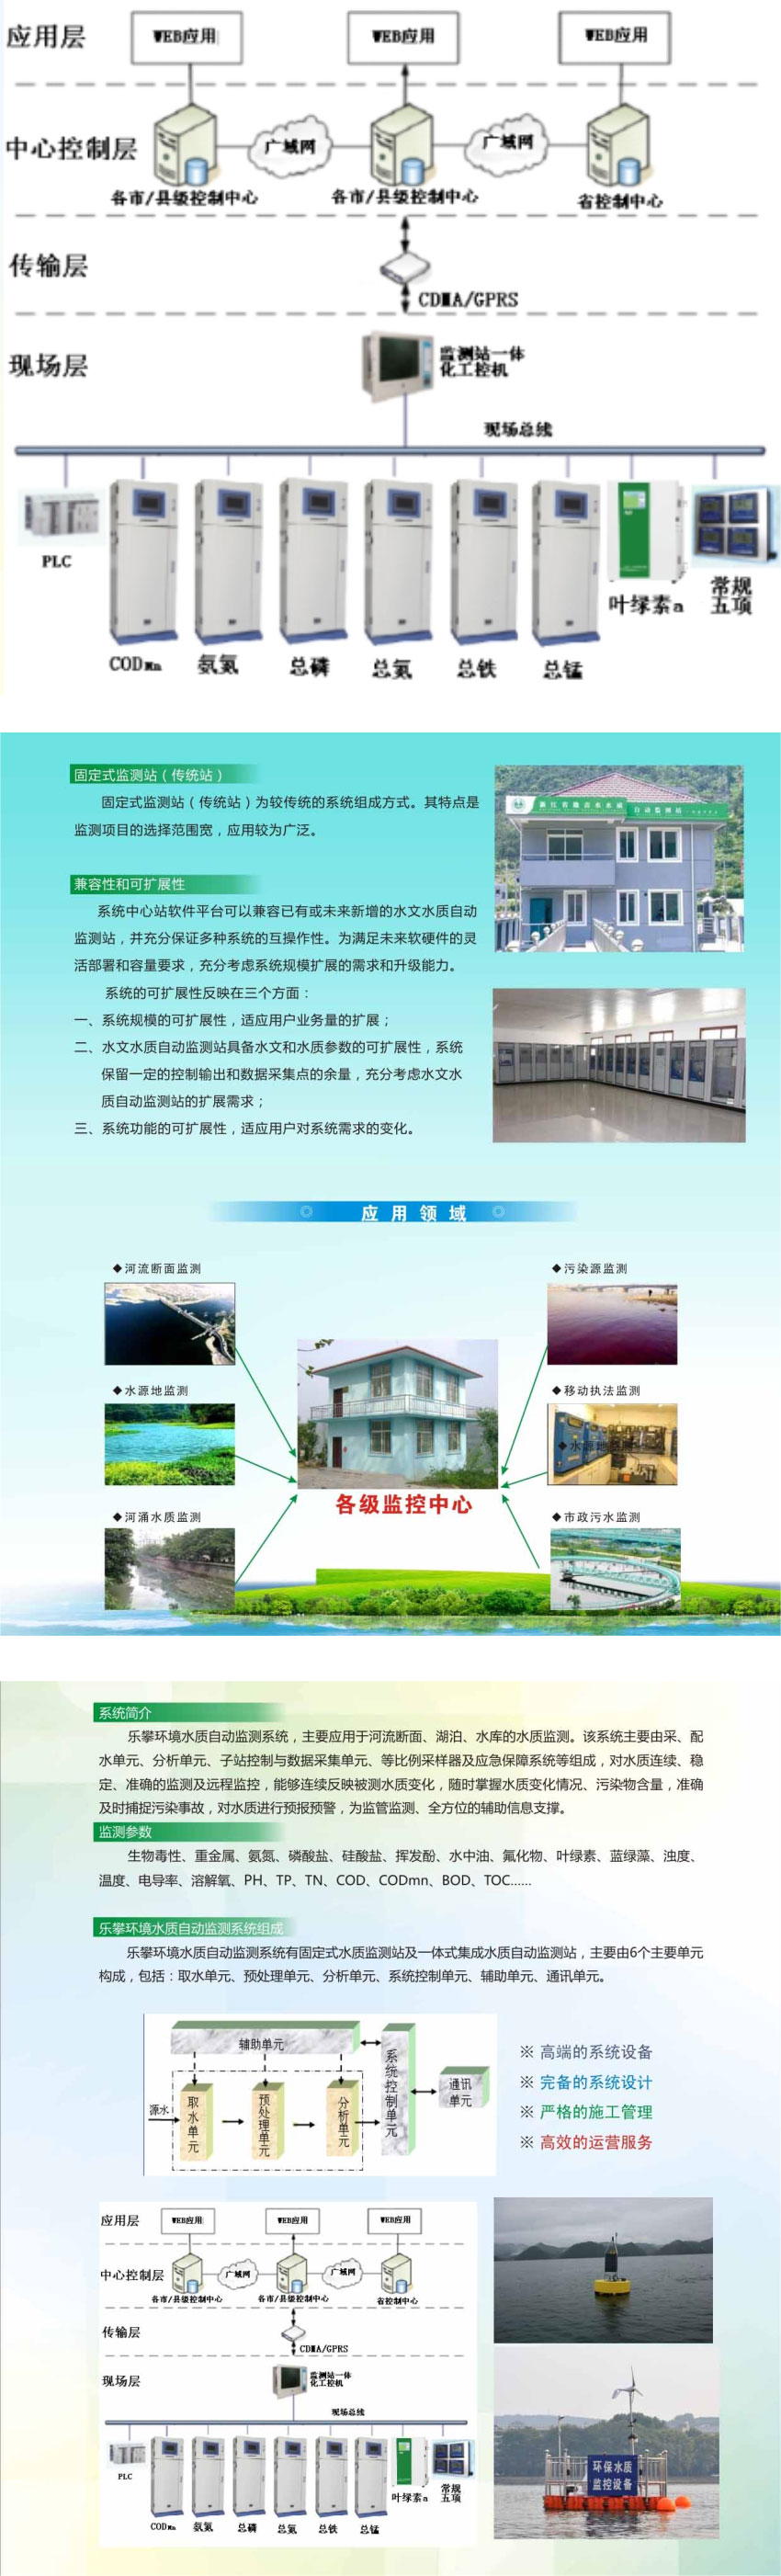 应用层
WEB应用
WEB应用
WEB应用
中心控制层
广域网
广域网
各市/县级控制中心
各市/县级控制中心
省控制中心
传输层
CDMA/GPRS
现场层
监测站一体
化工控机
现场总线
PLC
CODMn
氨氮
总磷
总氮
总铁
总锰
叶绿素a
常规
五项
固定式监测站（传统站）
固定式监测站（传统站）为较传统的系统组成方式。其特点是
监测项目的选择范围宽，应用较为广泛。
兼容性和可扩展性
系统中心站软件平台可以兼容已有或未来新增的水文水质自动
监测站，并充分保证多种系统的互操作性。为满足未来软硬件的灵
活部署和容量要求，充分考虑系统规模扩展的需求和升级能力。
系统的可扩展性反映在三个方面：
一、系统规模的可扩展性，适应用户业务量的扩展；
二、水文水质自动监测站具备水文和水质参数的可扩展性，系统
保留一定的控制输出和数据采集点的余量，充分考虑水文水
质自动监测站的扩展需求；
三、系统功能的可扩展性，适应用户对系统需求的变化。
◎ 应用领域 ◎
◆河流断面监测
◆污染源监测
◆水源地监测
◆移动执法监测
◆河涌水质监测
◆市政污水监测
各级监控中心
系统简介
乐攀环境水质自动监测系统，主要应用于河流断面、湖泊、水库的水质监测。该系统主要由采、配
水单元、分析单元、子站控制与数据采集单元、等比例采样器及应急保障系统等组成，对水质连续、稳
定、准确的监测及远程监控，能够连续反映被测水质变化，随时掌握水质变化情况、污染物含量，准确
及时捕捉污染事故，对水质进行预报预警，为监管监测、全方位的辅助信息支撑。
监测参数
生物毒性、重金属、氨氮、磷酸盐、硅酸盐、挥发酚、水中油、氟化物、叶绿素、蓝绿藻、浊度、
温度、电导率、溶解氧、PH、TP、TN、COD、CODmn、BOD、TOC......
乐攀环境水质自动监测系统组成
乐攀环境水质自动监测系统有固定式水质监测站及一体式集成水质自动监测站，主要由6个主要单元
构成，包括：取水单元、预处理单元、分析单元、系统控制单元、辅助单元、通讯单元。
辅助单元
源水
取水单元
预处理单元
分析单元
系统控制单元
通讯
单元
※ 高端的系统设备
※ 完备的系统设计
※ 严格的施工管理
※ 高效的运营服务
应用层
WEB应用
WEB应用
WEB应用
中心控制层
广域网
广域网
各市/县级控制中心
各市/县级控制中心
省控制中心
传输层
CDMA/GPRS
现场层
监测站一体
化工控机
现场总线
PLC
CODMn
氨氮
总磷
总氮
总铁
总锰
叶绿素a
常规
五项
环保水质
监控设备